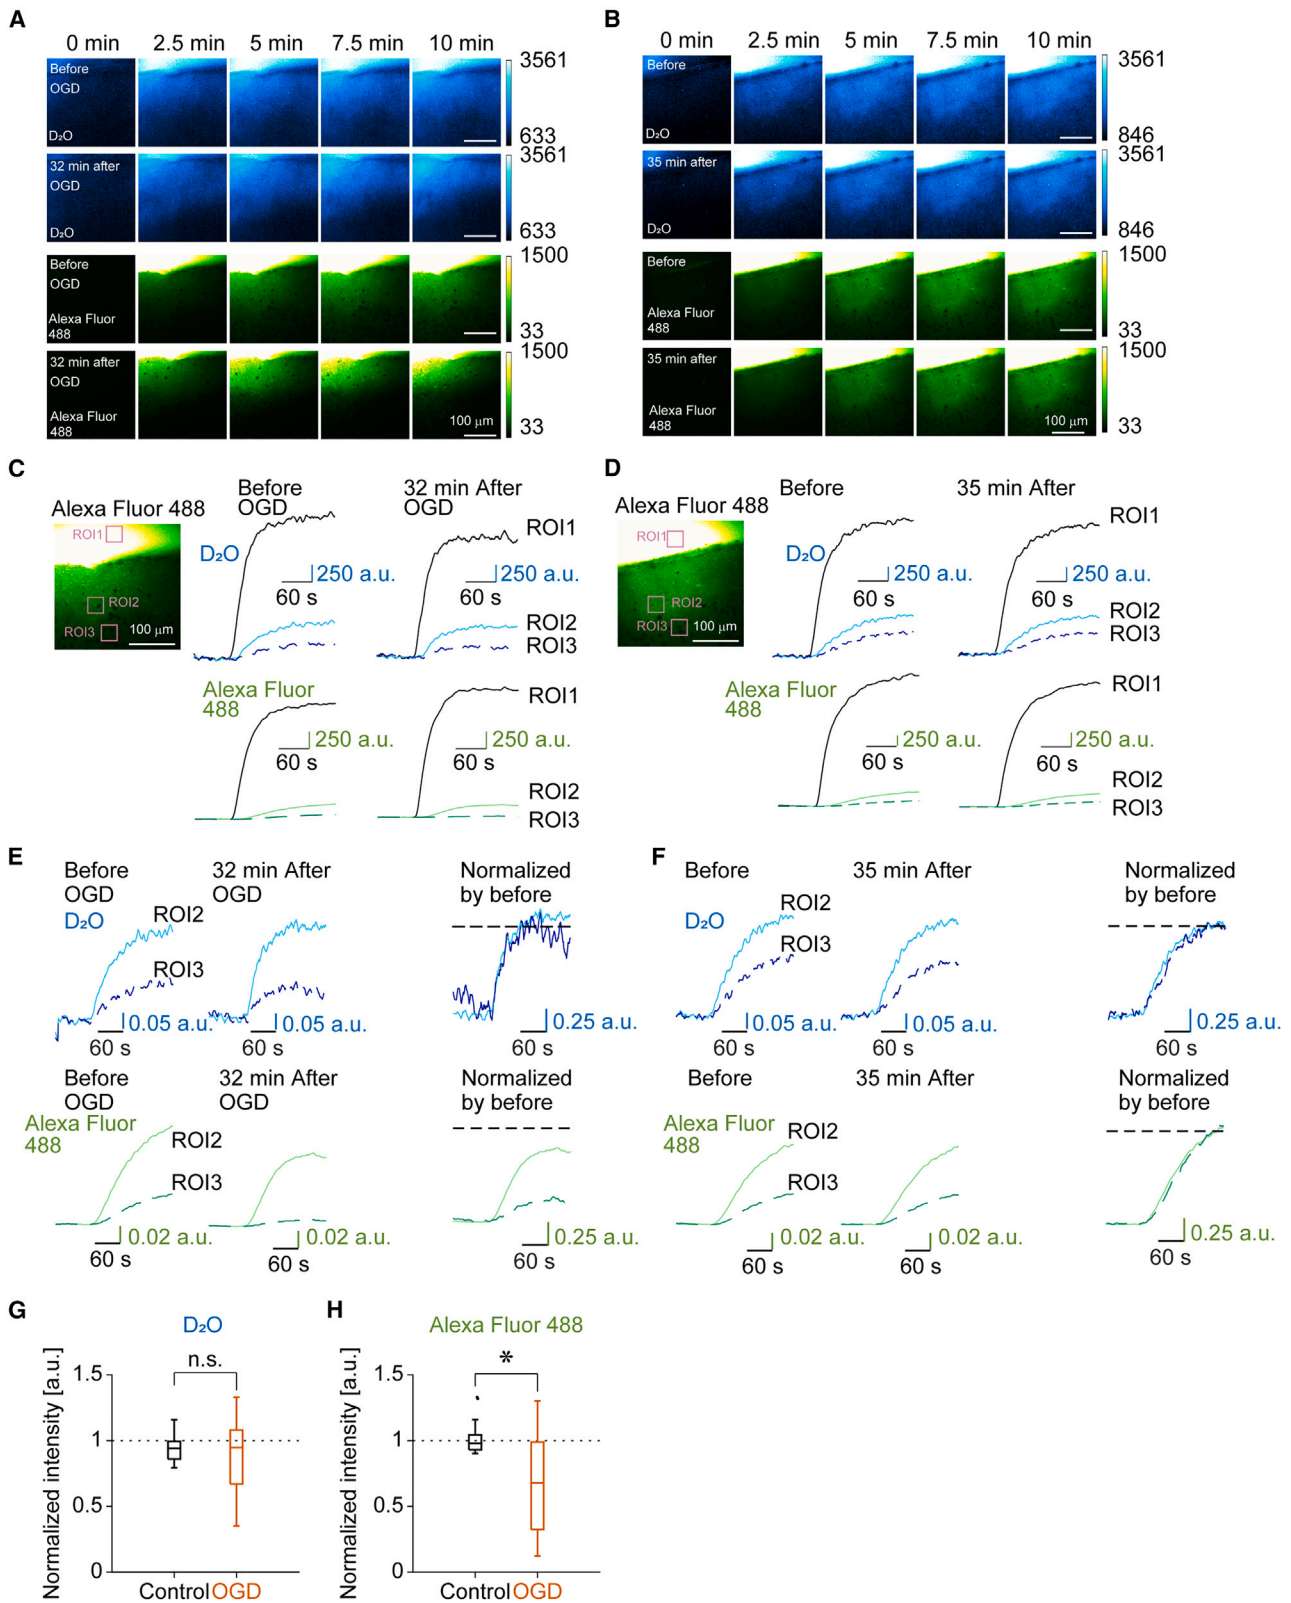 A
0 min 2.5 min 5 min 7.5 min 10 min
Before
OGD
D₂O
3561
633
32 min after
OGD
D₂O
3561
633
Before
OGD
Alexa Fluor
488
1500
33
32 min after
OGD
Alexa Fluor
488
100 µm
1500
33
B
0 min 2.5 min 5 min 7.5 min 10 min
Before
D₂O
3561
846
35 min after
D₂O
3561
846
Before
Alexa Fluor
488
1500
33
35 min after
Alexa Fluor
488
100 µm
1500
33
C
Alexa Fluor 488
ROI1
ROI2
ROI3
100 µm
Before
OGD
32 min After
OGD
D₂O
ROI1
250 a.u.
60 s
250 a.u.
60 s
ROI2
ROI3
Alexa Fluor
488
ROI1
250 a.u.
60 s
250 a.u.
60 s
ROI2
ROI3
D
Alexa Fluor 488
ROI1
ROI2
ROI3
100 µm
Before
35 min After
D₂O
ROI1
250 a.u.
60 s
250 a.u.
60 s
ROI2
ROI3
Alexa Fluor
488
ROI1
250 a.u.
60 s
250 a.u.
60 s
ROI2
ROI3
E
Before
OGD
32 min After
OGD
Normalized
by before
D₂O
ROI2
ROI3
0.05 a.u.
60 s
0.05 a.u.
60 s
0.25 a.u.
60 s
Before
OGD
32 min After
OGD
Normalized
by before
Alexa Fluor
488
ROI2
ROI3
0.02 a.u.
60 s
0.02 a.u.
60 s
0.25 a.u.
60 s
F
Before
35 min After
Normalized
by before
D₂O
ROI2
ROI3
0.05 a.u.
60 s
0.05 a.u.
60 s
0.25 a.u.
60 s
Before
35 min After
Normalized
by before
Alexa Fluor
488
ROI2
ROI3
0.02 a.u.
60 s
0.02 a.u.
60 s
0.25 a.u.
60 s
G
D₂O
Normalized intensity [a.u.]
1.5
1
0.5
0
n.s.
Control OGD
H
Alexa Fluor 488
Normalized intensity [a.u.]
1.5
1
0.5
0
*
Control OGD